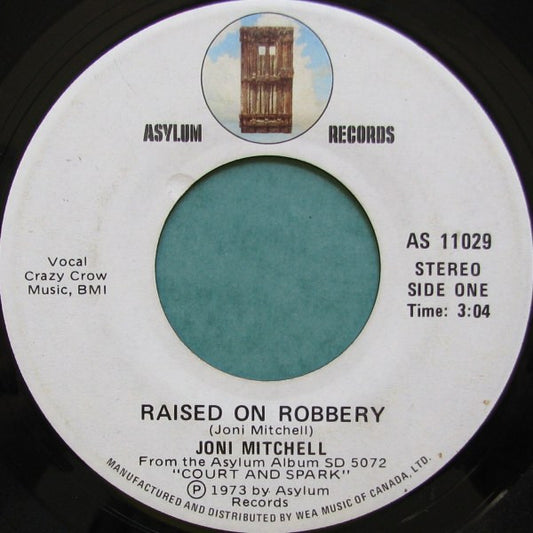 ASYLUM RECORDS
Vocal
Crazy Crow
Music, BMI
AS 11029
STEREO
SIDE ONE
Time: 3:04
RAISED ON ROBBERY
(Joni Mitchell)
JONI MITCHELL
From the Asylum Album SD 5072
"COURT AND SPARK"
Ⓟ 1973 by Asylum
Records
MANUFACTURED AND DISTRIBUTED BY WEA MUSIC OF CANADA, LTD.